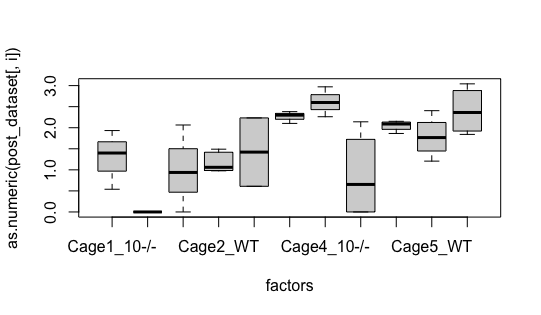 as.numeric(post_dataset[, i])
3.0
2.0
1.0
0.0
Cage1_10-/- Cage2_WT Cage4_10-/- Cage5_WT
factors